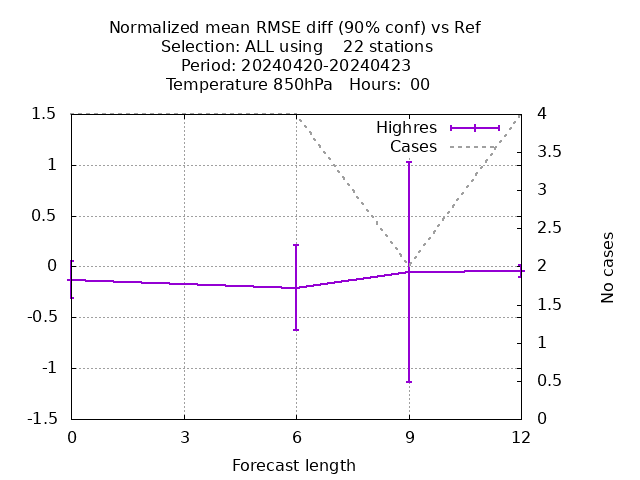 Normalized mean RMSE diff (90% conf) vs Ref
Selection: ALL using    22 stations
Period: 20240420-20240423
Temperature 850hPa   Hours:  00
1.5
1
0.5
0
-0.5
-1
-1.5
Highres
Cases
4
3.5
3
2.5
2
1.5
1
0.5
0
No cases
0 3 6 9 12
Forecast length